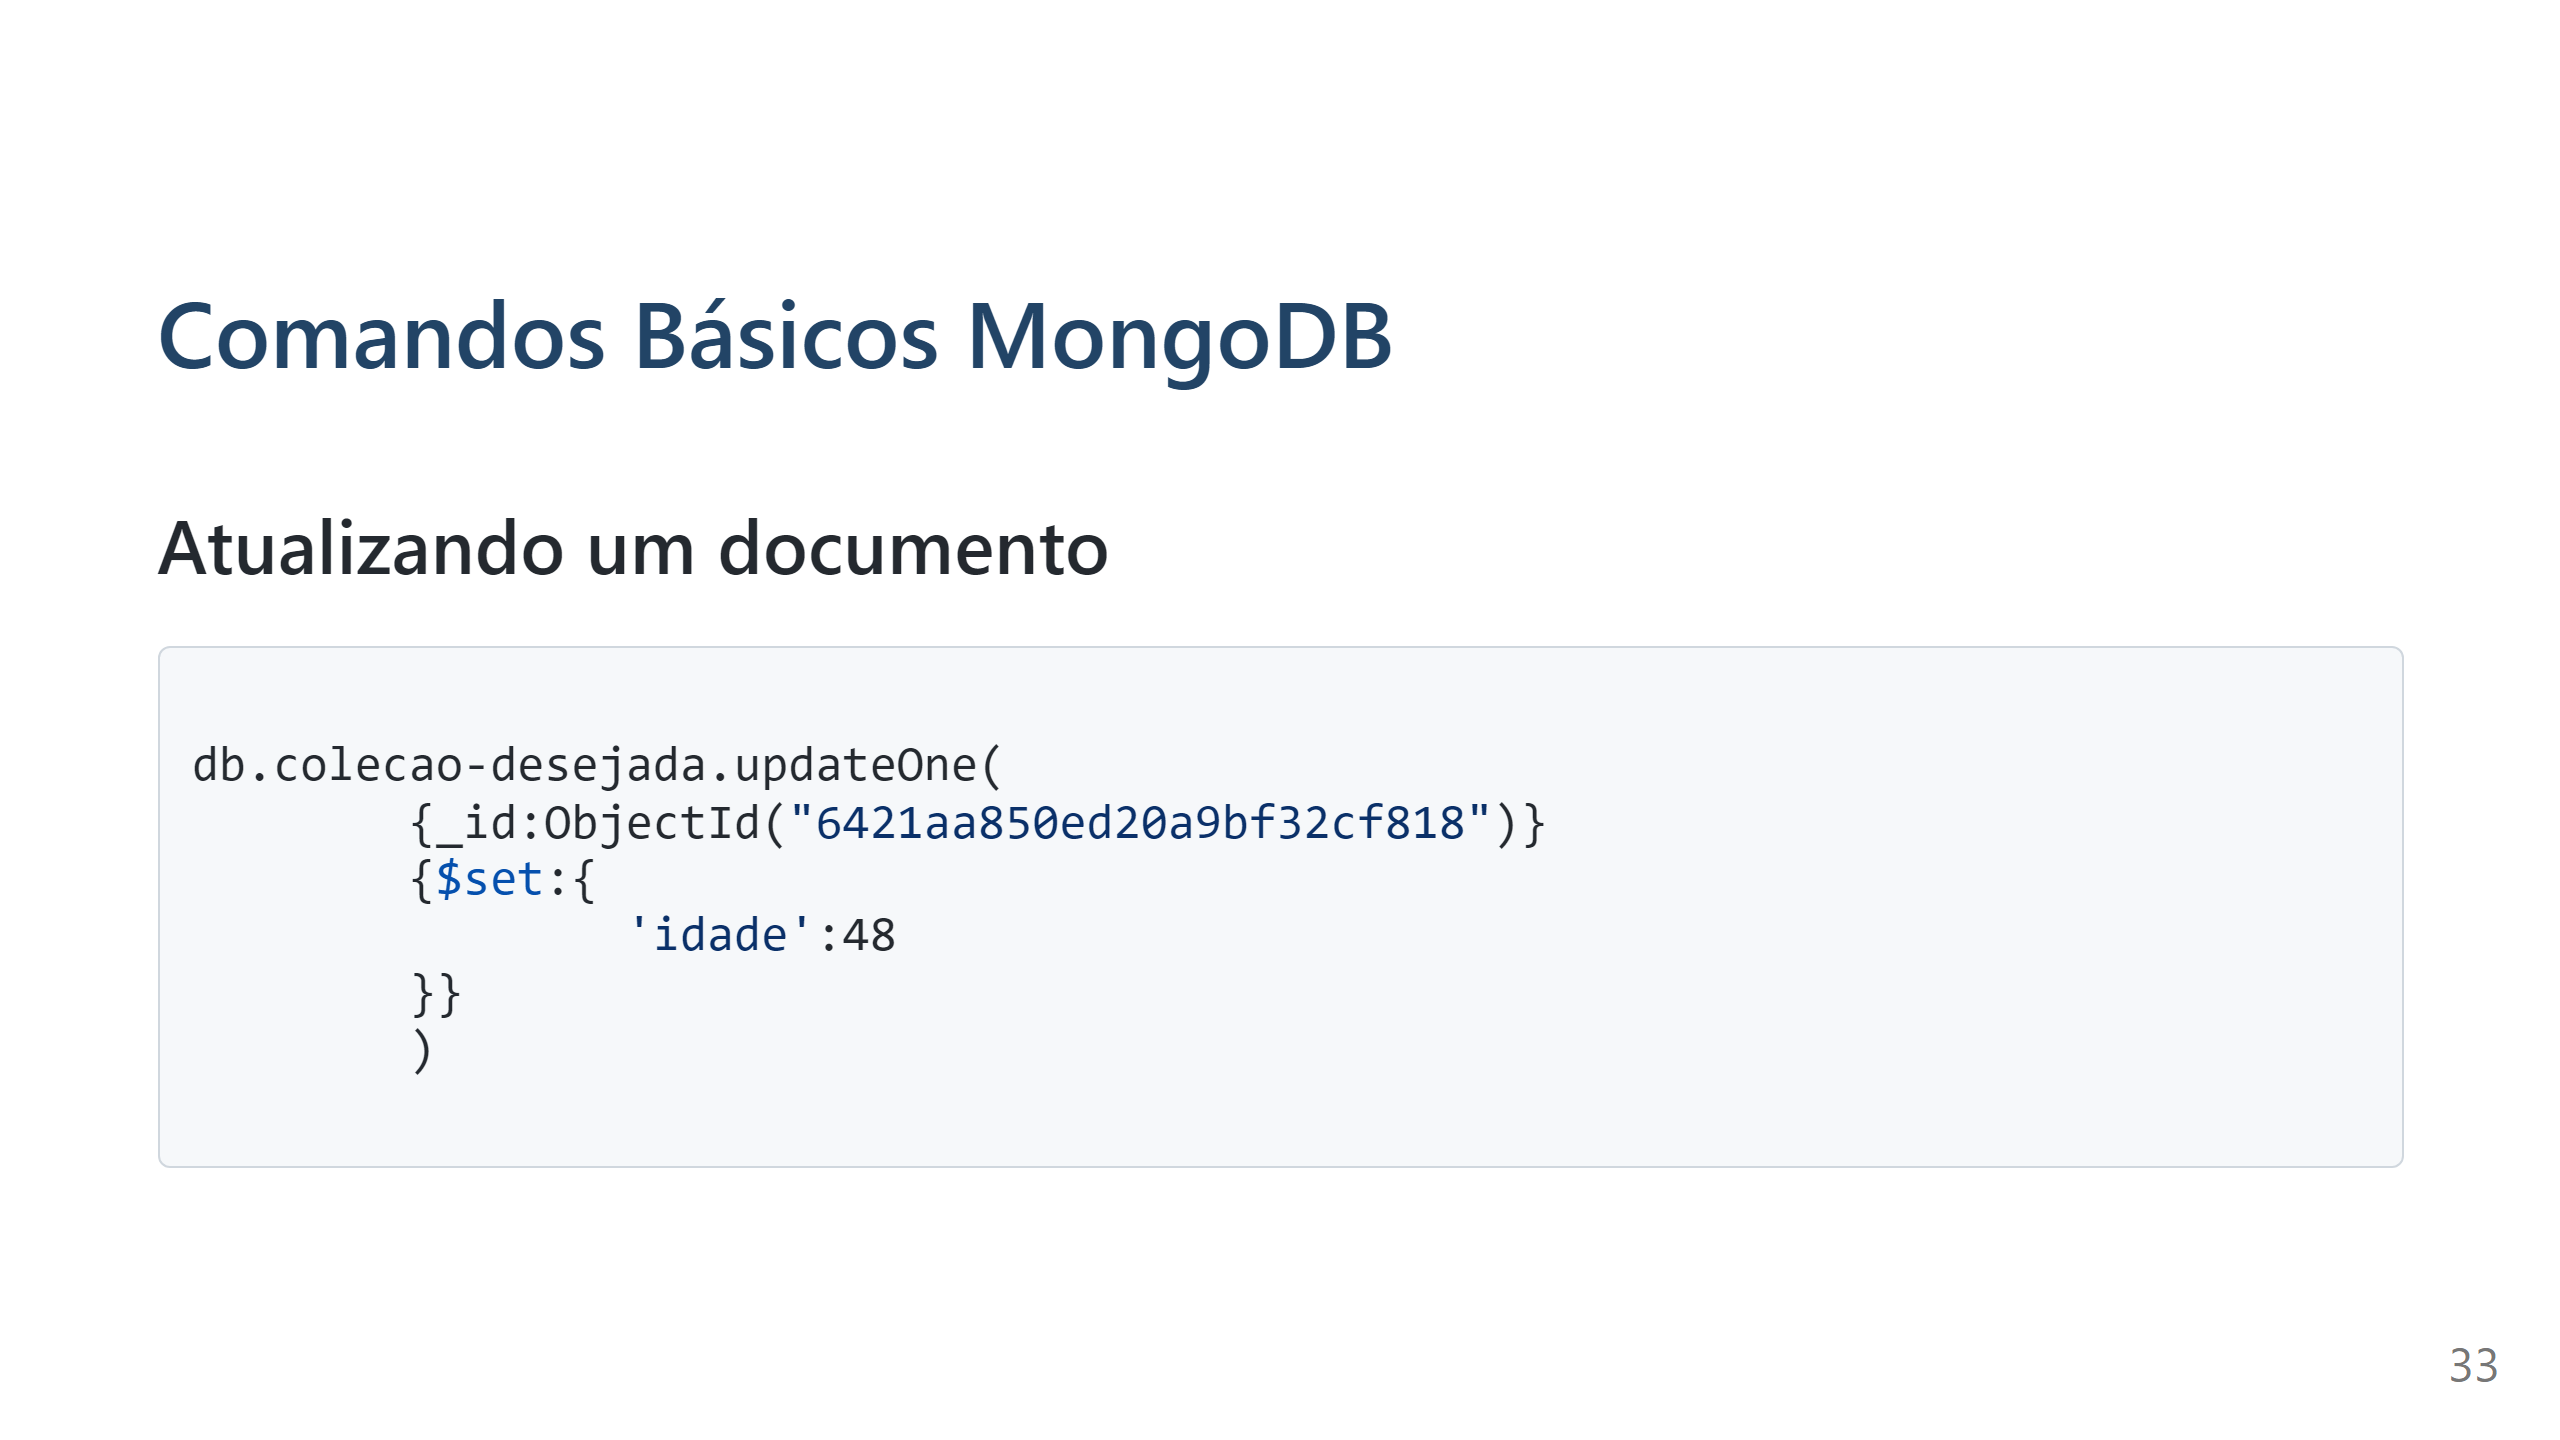 Comandos Básicos MongoDB
Atualizando um documento
db.colecao-desejada.updateOne(
        {_id:ObjectId("6421aa850ed20a9bf32cf818")}
        {$set:{
                'idade':48
        }}
        )
33